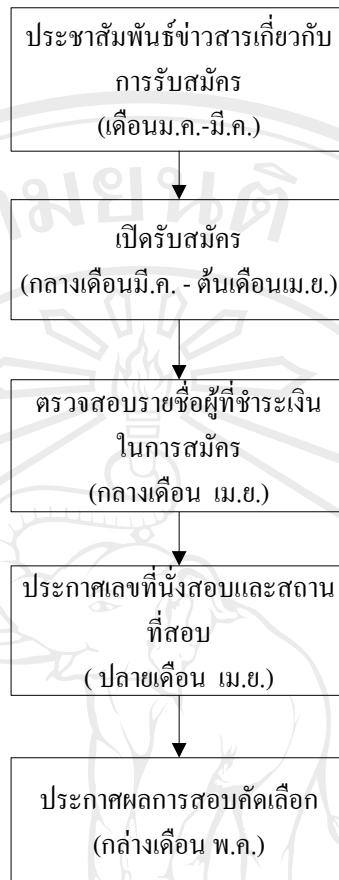 ประชาสัมพันธ์ข่าวสารเกี่ยวกับ
การรับสมัคร
(เดือนม.ค.-มี.ค.)
เปิดรับสมัคร
(กลางเดือนมี.ค. - ต้นเดือนเม.ย.)
ตรวจสอบรายชื่อผู้ที่ชำระเงิน
ในการสมัคร
(กลางเดือน เม.ย.)
ประกาศเลขที่นั่งสอบและสถาน
ที่สอบ
( ปลายเดือน เม.ย.)
ประกาศผลการสอบคัดเลือก
(กล่างเดือน พ.ค.)